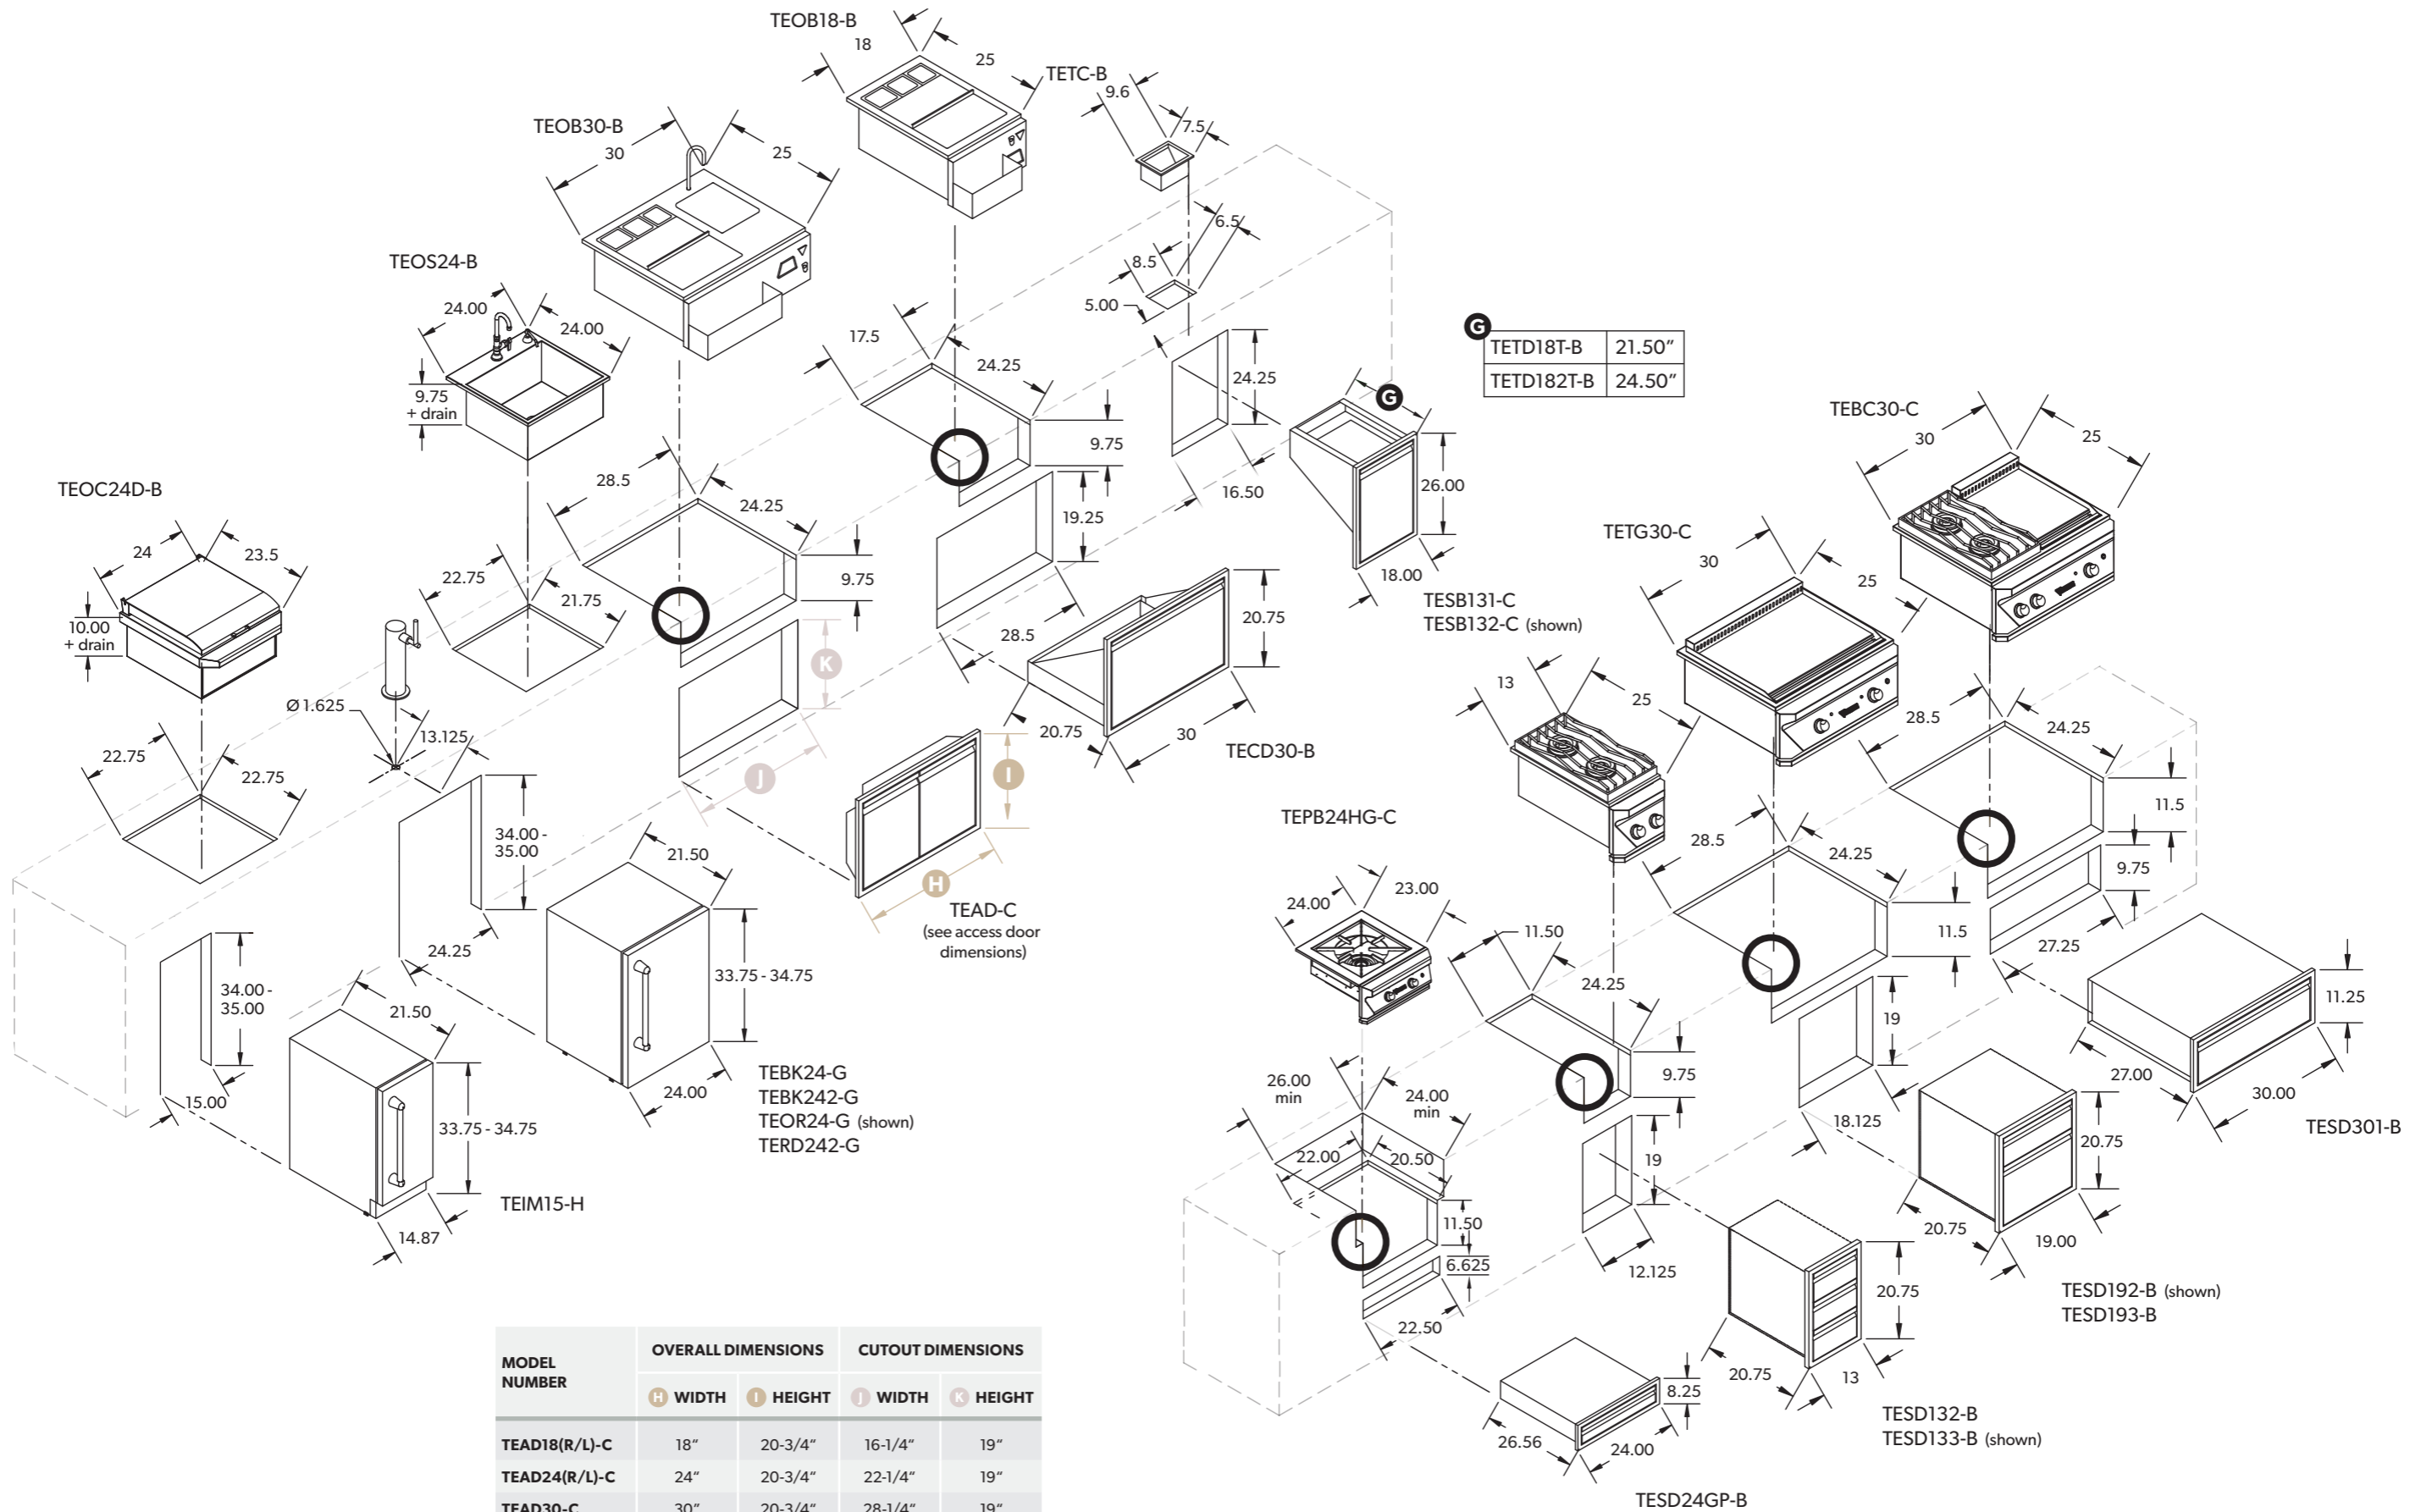 TEOB18-B
18
25
TETC-B
9.6
7.5
TEOB30-B
30
25
6.5
8.5
5.00
TEOS24-B
24.00
24.00
9.75
+ drain
17.5
24.25
9.75
24.25
16.50
G
TETD18T-B 21.50"
TETD182T-B 24.50"
G
26.00
18.00
TEBC30-C
30
25
TEOC24D-B
24
23.5
10.00
+ drain
28.5
24.25
9.75
19.25
28.5
20.75
20.75
30
TECD30-B
22.75
21.75
Ø 1.625
13.125
22.75
22.75
K
J
I
H
TEAD-C
(see access door
dimensions)
34.00 -
35.00
24.25
21.50
33.75 - 34.75
24.00
TEBK24-G
TEBK242-G
TEOR24-G (shown)
TERD242-G
34.00 -
35.00
15.00
21.50
33.75 - 34.75
14.87
TEIM15-H
TESB131-C
TESB132-C (shown)
13
25
TETG30-C
30
25
28.5
24.25
11.5
9.75
27.25
TEPB24HG-C
24.00
23.00
11.50
24.25
9.75
28.5
24.25
11.5
19
18.125
11.25
27.00
30.00
TESD301-B
26.00
min
24.00
min
22.00
20.50
11.50
6.625
22.50
19
12.125
20.75
20.75
19.00
TESD192-B (shown)
TESD193-B
20.75
20.75
13
TESD132-B
TESD133-B (shown)
8.25
26.56
24.00
TESD24GP-B
MODEL
NUMBER
OVERALL DIMENSIONS CUTOUT DIMENSIONS
H WIDTH I HEIGHT J WIDTH K HEIGHT
TEAD18(R/L)-C 18" 20-3/4" 16-1/4" 19"
TEAD24(R/L)-C 24" 20-3/4" 22-1/4" 19"
TEAD30-C 30" 20-3/4" 28-1/4" 19"